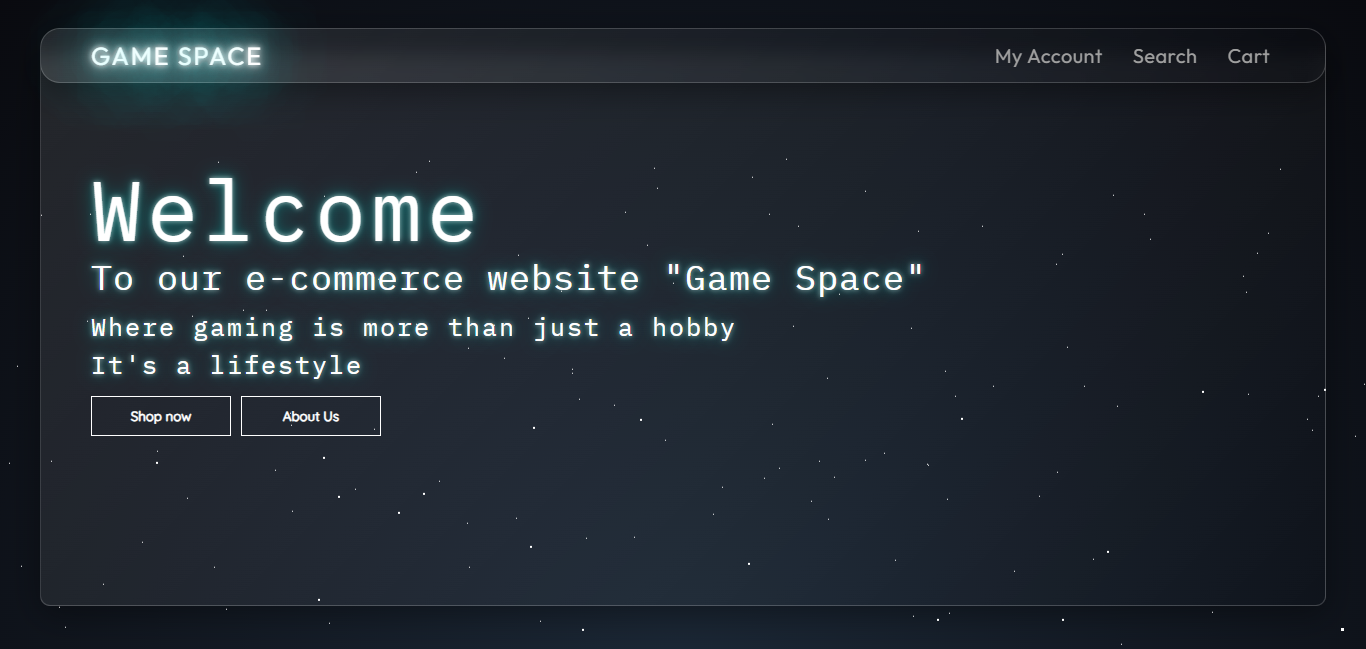 GAME SPACE
My Account Search Cart
Welcome
To our e-commerce website "Game Space"
Where gaming is more than just a hobby
It's a lifestyle
Shop now About Us